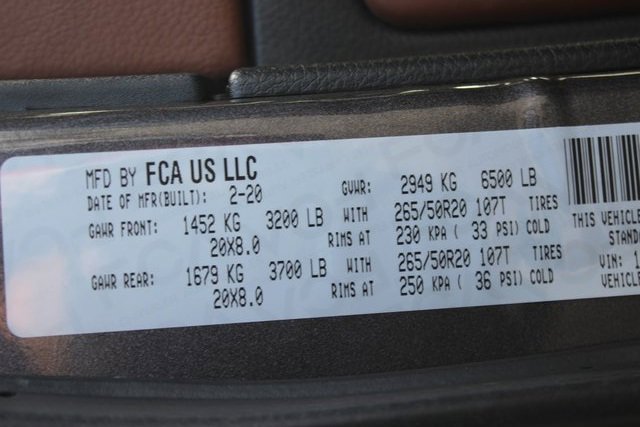 MFD BY FCA US LLC
DATE OF MFR(BUILT): 2-20 GVWR: 2949 KG 6500 LB
GAWR FRONT: 1452 KG 3200 LB WITH 265/50R20 107T TIRES
20X8.0 RIMS AT 230 KPA ( 33 PSI) COLD
GAWR REAR: 1679 KG 3700 LB WITH 265/50R20 107T TIRES
20X8.0 RIMS AT 250 KPA ( 36 PSI) COLD
THIS VEHICLE
STAND
VIN: 1
VEHICLE